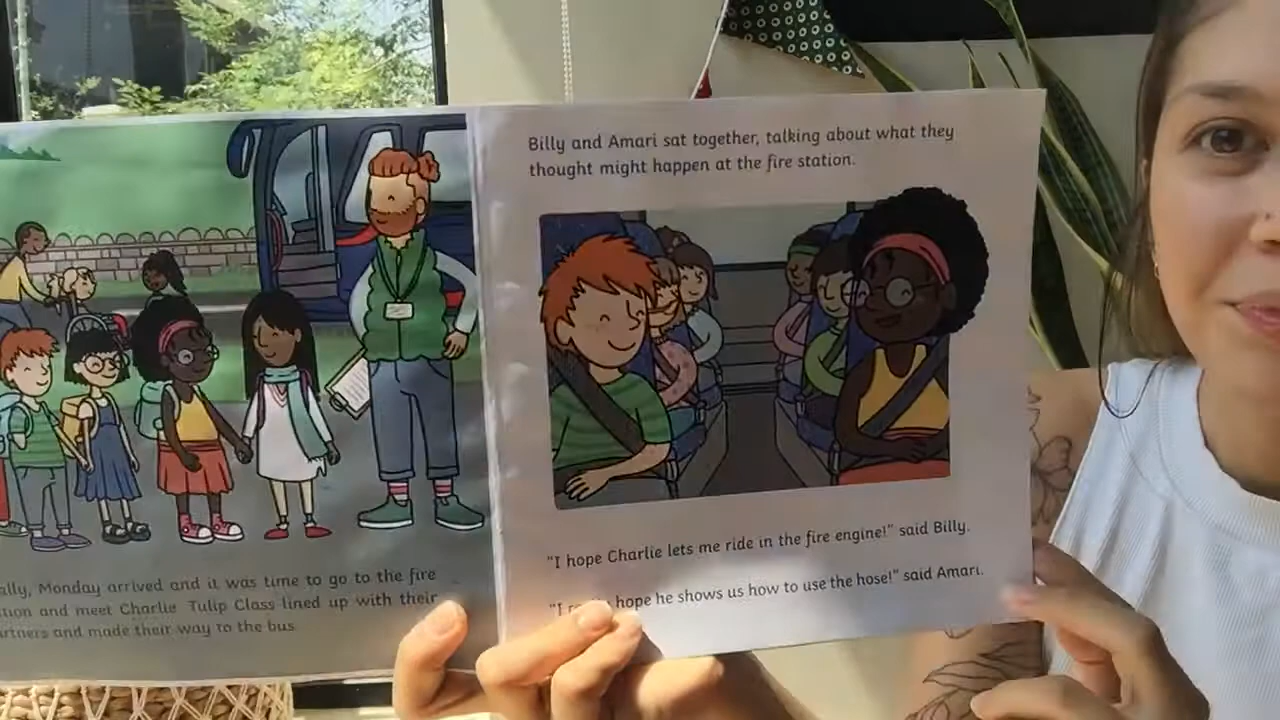 ally, Monday arrived and it was time to go to the fire
tion and meet Charlie. Tulip Class lined up with their
artners and made their way to the bus.
Billy and Amari sat together, talking about what they
thought might happen at the fire station.
"I hope Charlie lets me ride in the fire engine!" said Billy.
"I hope he shows us how to use the hose!" said Amari.